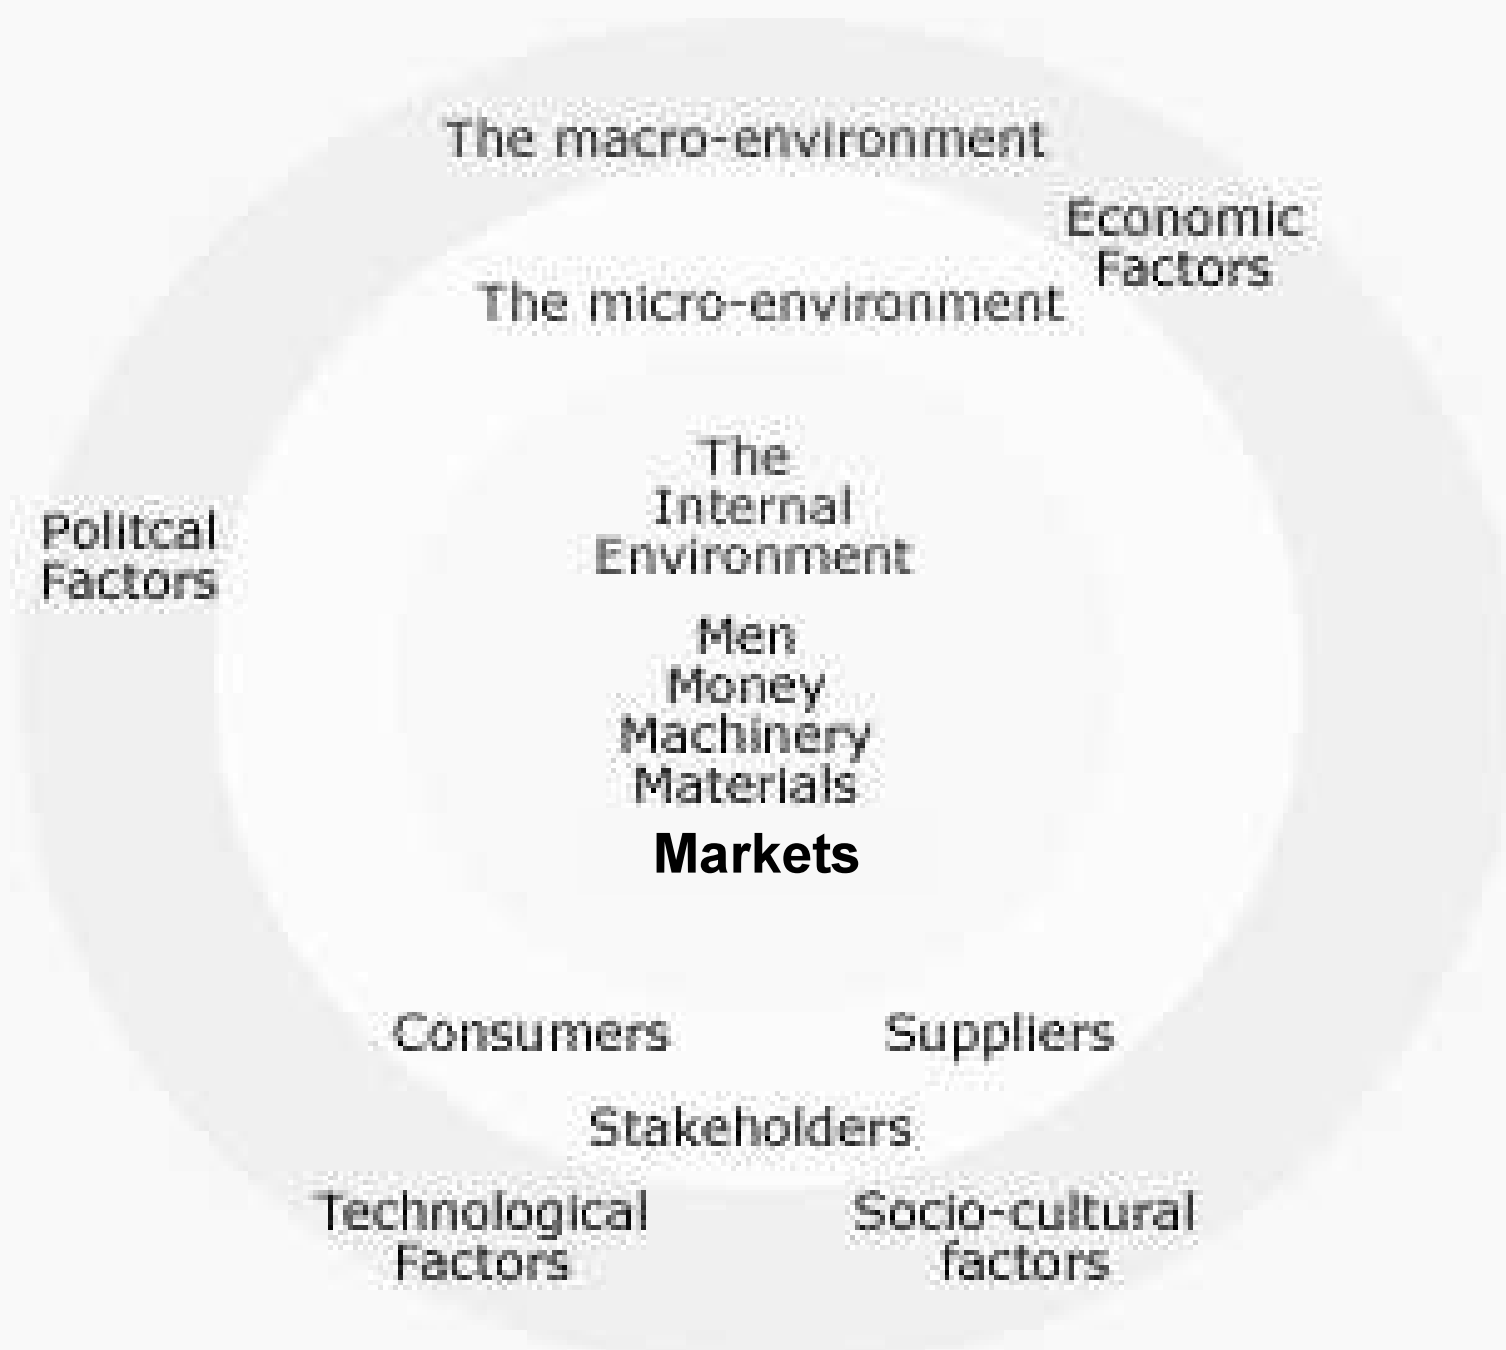 The macro-environment
Economic
Factors
The micro-environment
The
Internal
Environment
Politcal
Factors
Men
Money
Machinery
Materials
Markets
Consumers
Suppliers
Stakeholders
Technological
Factors
Socio-cultural
factors